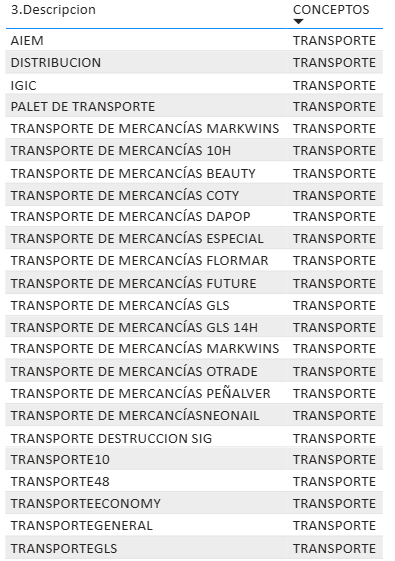 3.Descripcion CONCEPTOS
AIEM TRANSPORTE
DISTRIBUCION TRANSPORTE
IGIC TRANSPORTE
PALET DE TRANSPORTE TRANSPORTE
TRANSPORTE DE MERCANCÍAS MARKWINS TRANSPORTE
TRANSPORTE DE MERCANCÍAS 10H TRANSPORTE
TRANSPORTE DE MERCANCÍAS BEAUTY TRANSPORTE
TRANSPORTE DE MERCANCÍAS COTY TRANSPORTE
TRANSPORTE DE MERCANCÍAS DAPOP TRANSPORTE
TRANSPORTE DE MERCANCÍAS ESPECIAL TRANSPORTE
TRANSPORTE DE MERCANCÍAS FLORMAR TRANSPORTE
TRANSPORTE DE MERCANCÍAS FUTURE TRANSPORTE
TRANSPORTE DE MERCANCÍAS GLS TRANSPORTE
TRANSPORTE DE MERCANCÍAS GLS 14H TRANSPORTE
TRANSPORTE DE MERCANCÍAS MARKWINS TRANSPORTE
TRANSPORTE DE MERCANCÍAS OTRADE TRANSPORTE
TRANSPORTE DE MERCANCÍAS PEÑALVER TRANSPORTE
TRANSPORTE DE MERCANCÍASNEONAIL TRANSPORTE
TRANSPORTE DESTRUCCION SIG TRANSPORTE
TRANSPORTE10 TRANSPORTE
TRANSPORTE48 TRANSPORTE
TRANSPORTEECONOMY TRANSPORTE
TRANSPORTEGENERAL TRANSPORTE
TRANSPORTEGLS TRANSPORTE